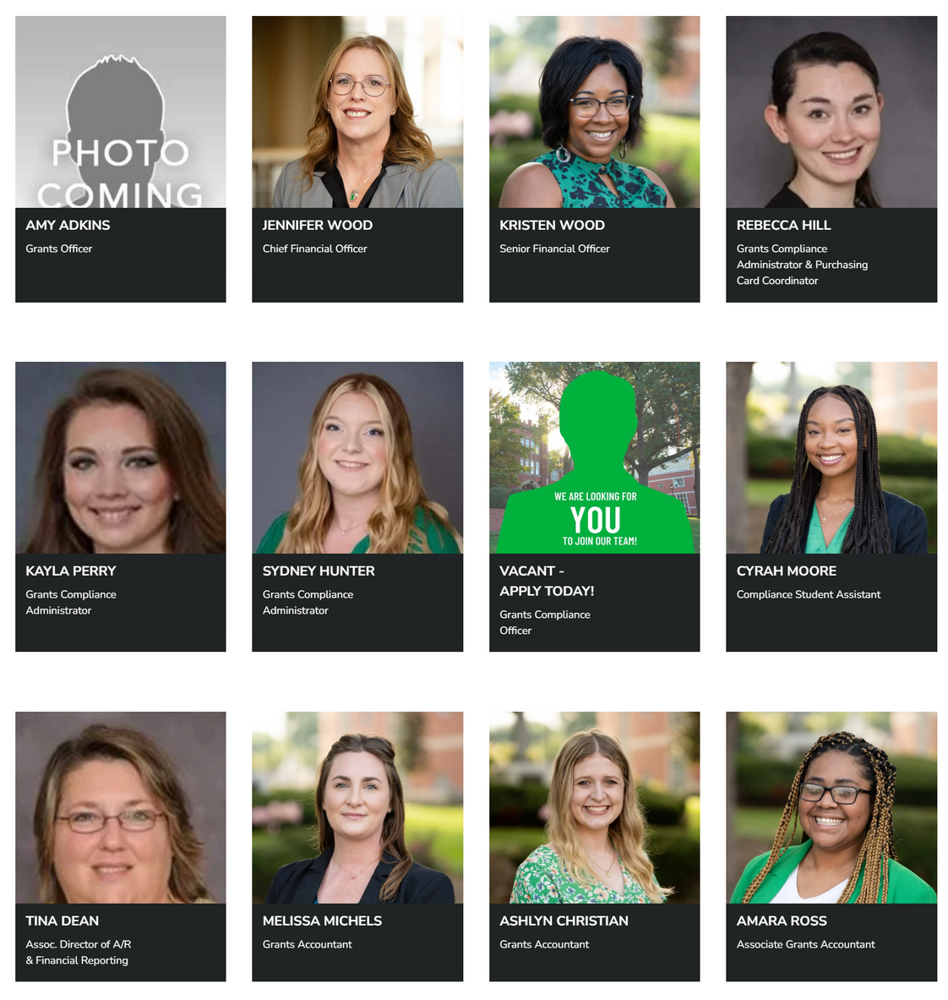 PHOTO
COMING
AMY ADKINS
Grants Officer
JENNIFER WOOD
Chief Financial Officer
KRISTEN WOOD
Senior Financial Officer
REBECCA HILL
Grants Compliance
Administrator & Purchasing
Card Coordinator
KAYLA PERRY
Grants Compliance
Administrator
SYDNEY HUNTER
Grants Compliance
Administrator
WE ARE LOOKING FOR
YOU
TO JOIN OUR TEAM!
VACANT -
APPLY TODAY!
Grants Compliance
Officer
CYRAH MOORE
Compliance Student Assistant
TINA DEAN
Assoc. Director of A/R
& Financial Reporting
MELISSA MICHELS
Grants Accountant
ASHLYN CHRISTIAN
Grants Accountant
AMARA ROSS
Associate Grants Accountant